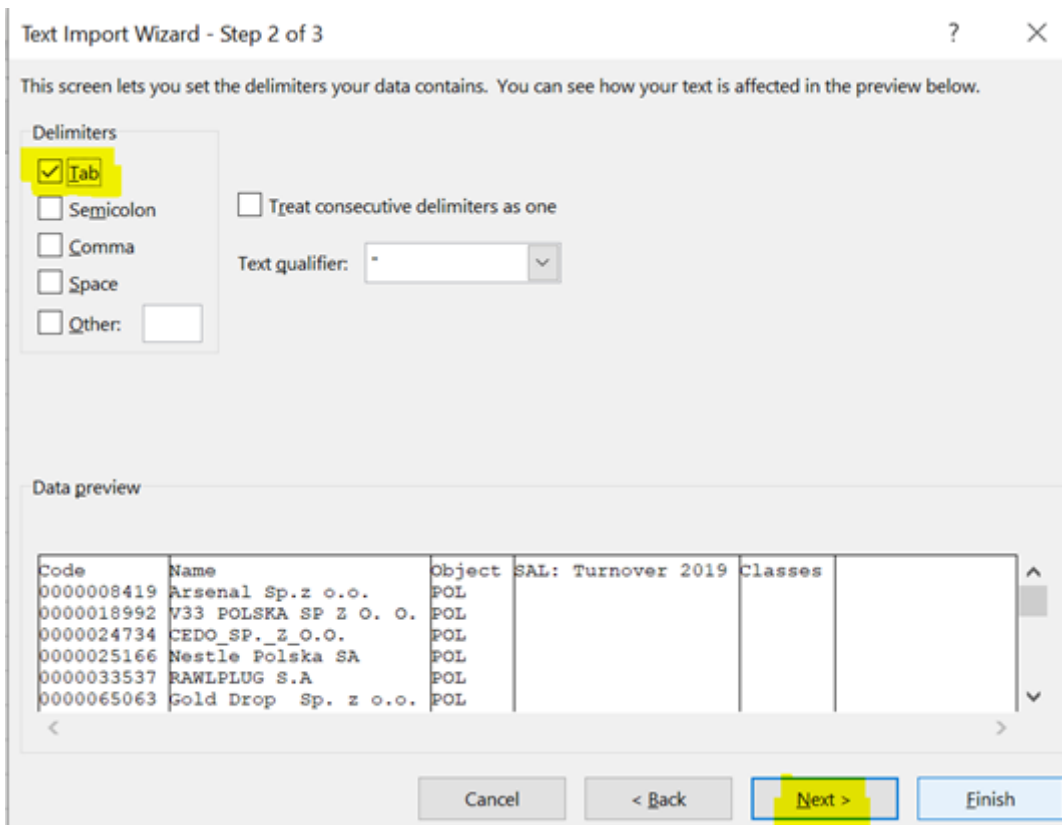 Text Import Wizard - Step 2 of 3 ?
This screen lets you set the delimiters your data contains. You can see how your text is affected in the preview below.
Delimiters
Tab
Semicolon
Treat consecutive delimiters as one
Comma
Text qualifier: "
Space
Other:
Data preview
Code Name Object SAL: Turnover 2019 Classes
0000008419 Arsenal Sp.z o.o. POL
0000018992 V33 POLSKA SP Z O. O. POL
0000024734 CEDO_SP._Z_O.O. POL
0000025166 Nestle Polska SA POL
0000033537 RAWLPLUG S.A POL
0000065063 Gold Drop  Sp. z o.o. POL
Cancel < Back Next > Finish